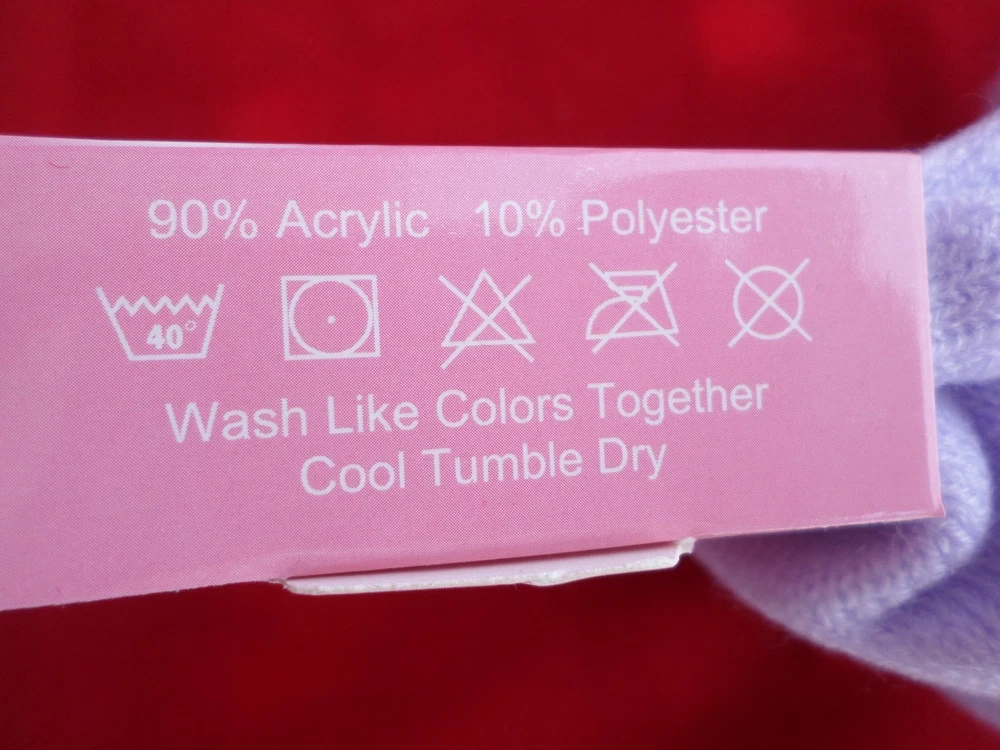 90% Acrylic 10% Polyester
40°
Wash Like Colors Together
Cool Tumble Dry